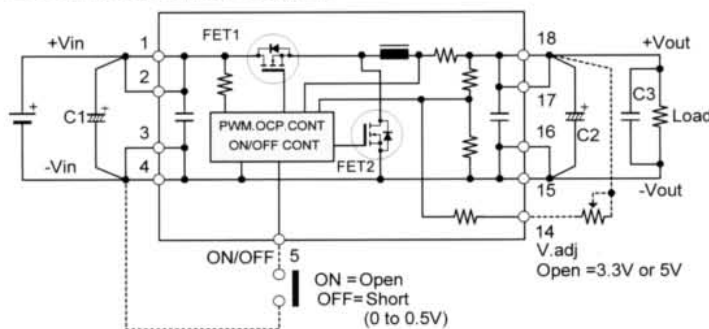 +Vin
1
FET1
18
+Vout
2
17
C1
+
+
C3
Load
PWM.OCP.CONT
ON/OFF CONT
3
16
C2
-Vin
4
FET2
15
-Vout
14
V.adj
Open =3.3V or 5V
ON/OFF
5
ON =Open
OFF=Short
(0 to 0.5V)